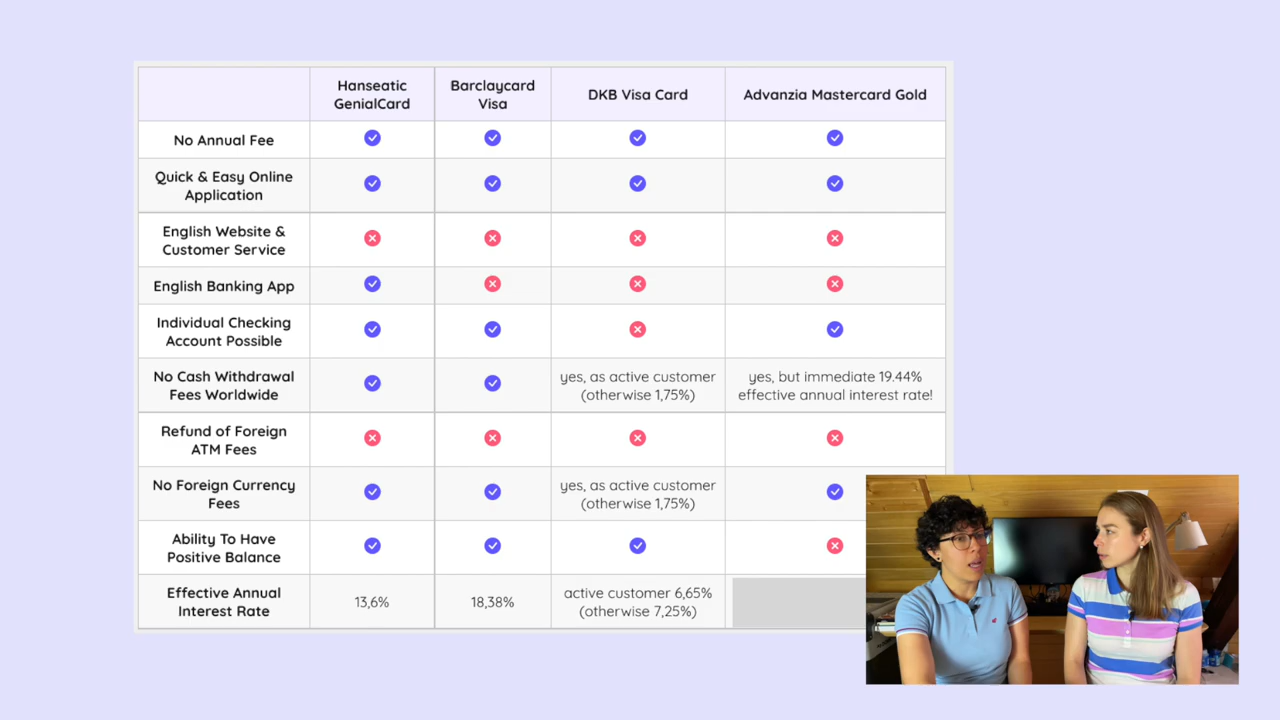 Hanseatic
GenialCard
Barclaycard
Visa
DKB Visa Card
Advanzia Mastercard Gold
No Annual Fee
Quick & Easy Online
Application
English Website &
Customer Service
English Banking App
Individual Checking
Account Possible
No Cash Withdrawal
Fees Worldwide
yes, as active customer
(otherwise 1,75%)
yes, but immediate 19.44%
effective annual interest rate!
Refund of Foreign
ATM Fees
No Foreign Currency
Fees
yes, as active customer
(otherwise 1,75%)
Ability To Have
Positive Balance
Effective Annual
Interest Rate
13,6%
18,38%
active customer 6,65%
(otherwise 7,25%)